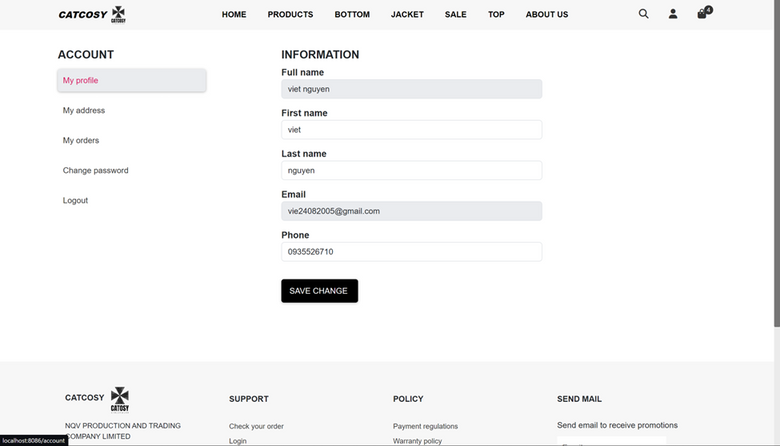 CATCOSY
CATCOSY
HOME PRODUCTS BOTTOM JACKET SALE TOP ABOUT US
4
ACCOUNT
My profile
My address
My orders
Change password
Logout
INFORMATION
Full name
viet nguyen
First name
viet
Last name
nguyen
Email
vie24082005@gmail.com
Phone
0935526710
SAVE CHANGE
CATCOSY
CATOSY
NQV PRODUCTION AND TRADING
COMPANY LIMITED
SUPPORT
Check your order
Login
POLICY
Payment regulations
Warranty policy
SEND MAIL
Send email to receive promotions
localhost:8086/account